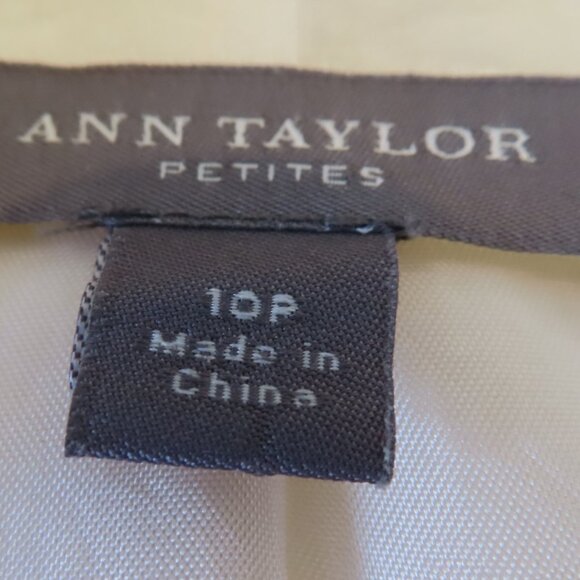 ANN TAYLOR
PETITES
10P
Made in
China